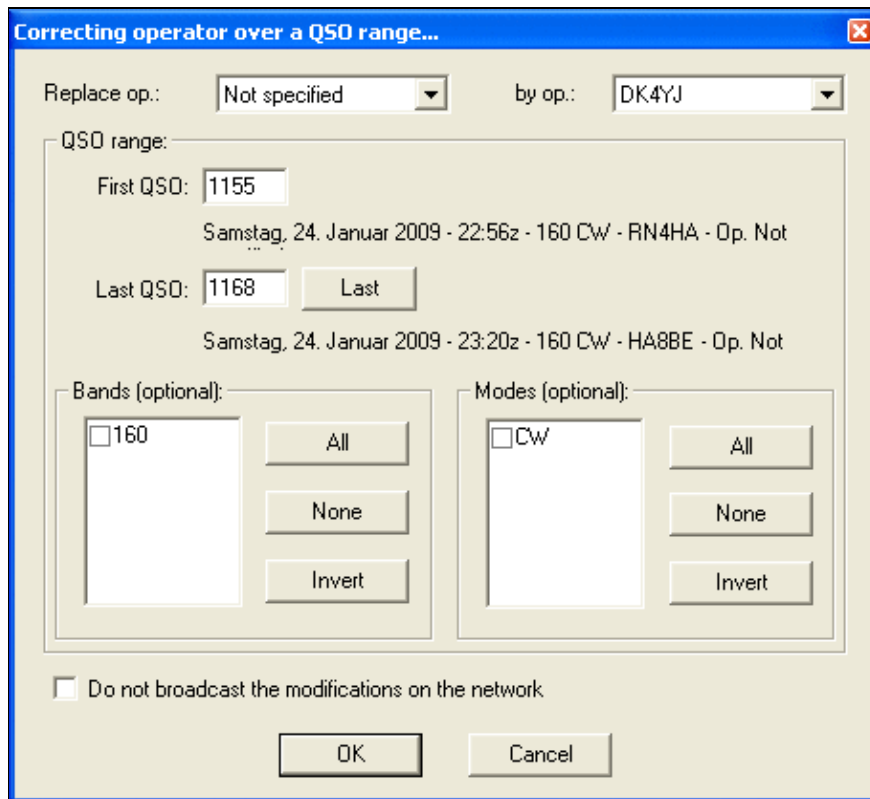 Correcting operator over a QSO range...
Replace op.: Not specified by op.: DK4YJ
QSO range:
First QSO: 1155
Samstag, 24. Januar 2009 - 22:56z - 160 CW - RN4HA - Op. Not
Last QSO: 1168 Last
Samstag, 24. Januar 2009 - 23:20z - 160 CW - HA8BE - Op. Not
Bands (optional): Modes (optional):
160 All CW All
None None
Invert Invert
Do not broadcast the modifications on the network
OK Cancel